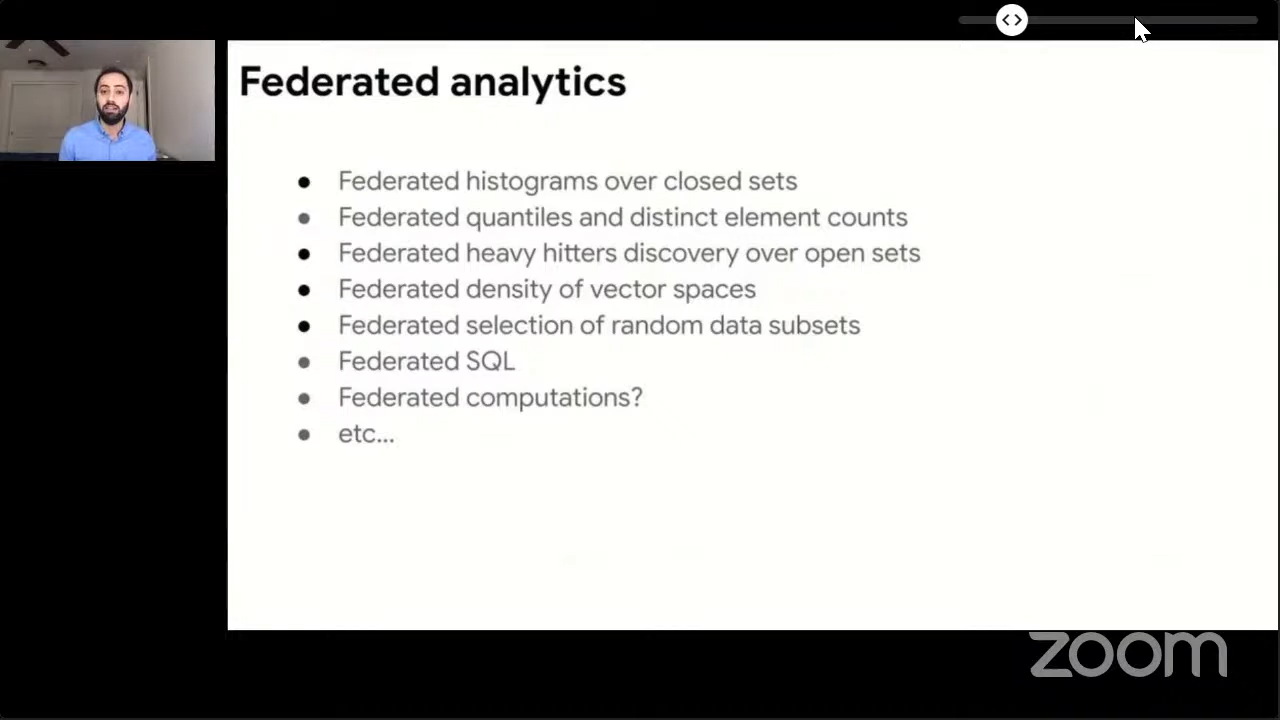 Federated analytics
● Federated histograms over closed sets
● Federated quantiles and distinct element counts
● Federated heavy hitters discovery over open sets
● Federated density of vector spaces
● Federated selection of random data subsets
● Federated SQL
● Federated computations?
● etc...
zoom